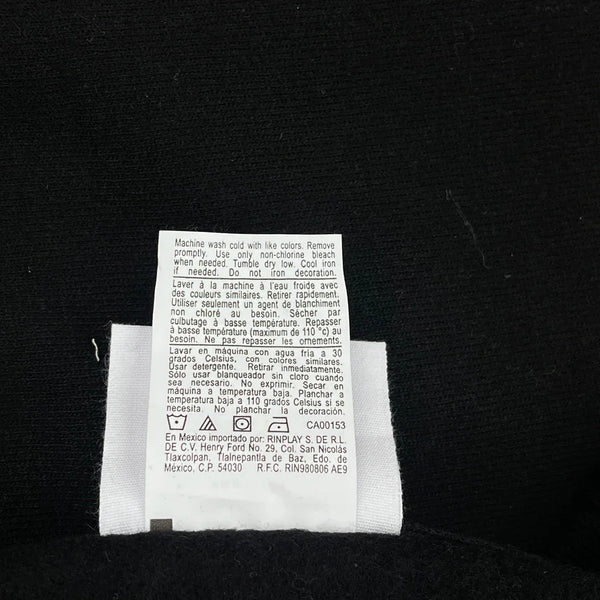 Machine wash cold with like colors. Remove
promptly. Use only non-chlorine bleach
when needed. Tumble dry low. Cool iron
if needed. Do not iron decoration.
Laver à la machine à l'eau froide avec
des couleurs similaires. Retirer rapidement.
Utiliser seulement un agent de blanchiment
non chloré au besoin. Sécher par
culbutage à basse température. Repasser
à basse température (maximum de 110 °c) au
besoin. Ne pas repasser les ornements.
Lavar en máquina con agua fría a 30
grados Celsius, con colores similares.
Usar detergente. Retirar inmediatamente.
Sólo usar blanqueador sin cloro cuando
sea necesario. No exprimir. Secar en
máquina a temperatura baja. Planchar a
temperatura baja a 110 grados Celsius si se
necesita. No planchar la decoración.
CA00153
En Mexico importado por: RINPLAY S. DE R.L.
DE C.V. Henry Ford No. 29, Col. San Nicolás
Tlaxcolpan, Tlalnepantla de Baz, Edo. de
México, C.P. 54030 R.F.C. RIN980806 AE9